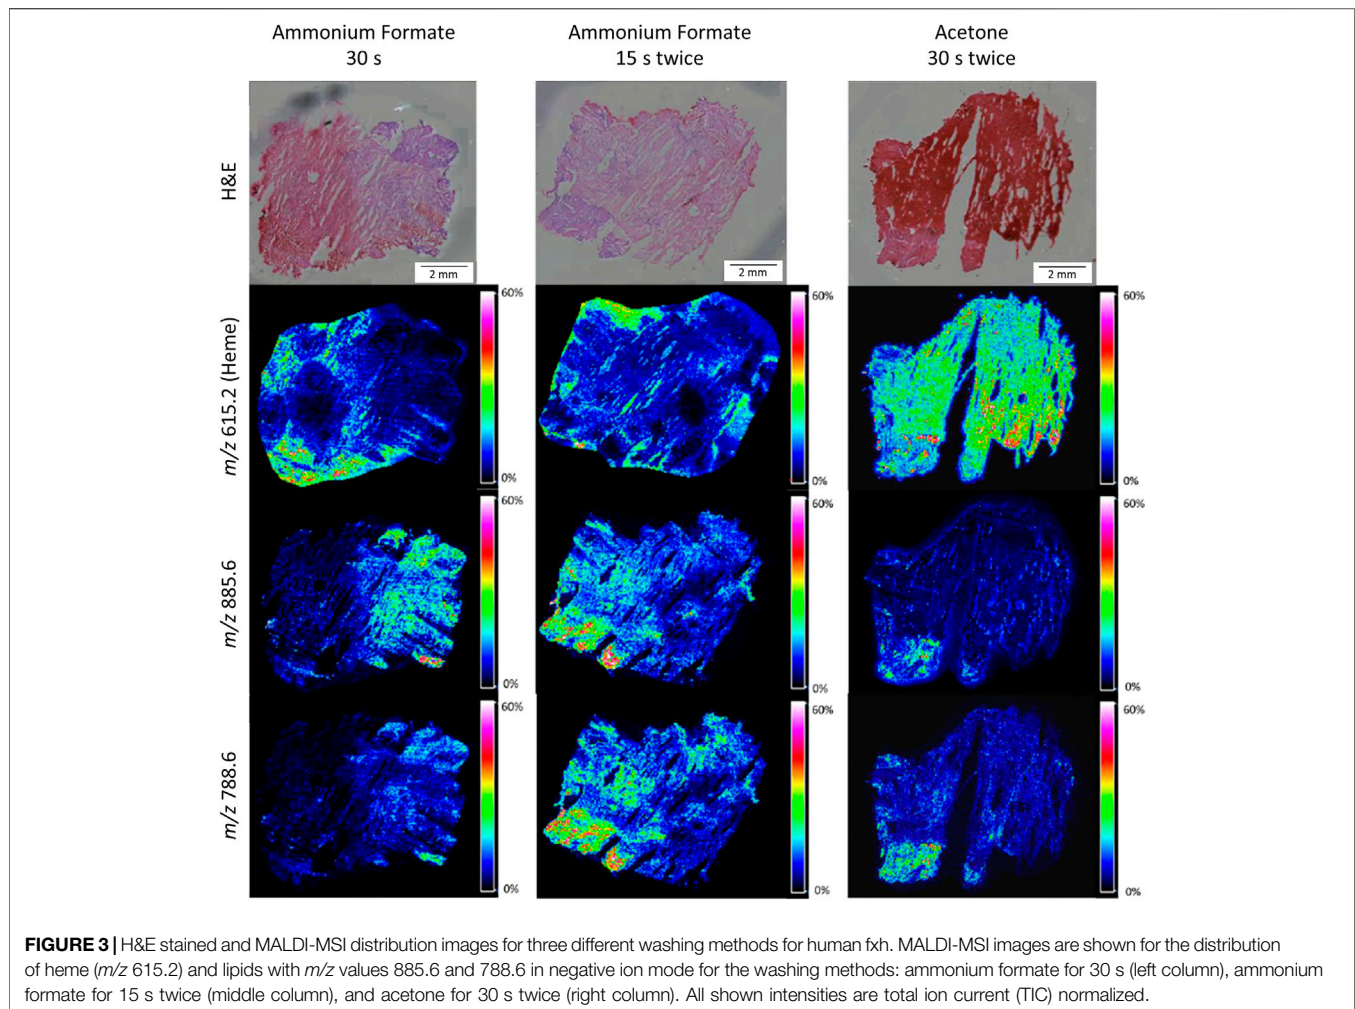 Ammonium Formate
30 s
Ammonium Formate
15 s twice
Acetone
30 s twice
H&E
2 mm
2 mm
2 mm
m/z 615.2 (Heme)
60%
0%
60%
0%
60%
0%
m/z 885.6
60%
0%
60%
0%
60%
0%
m/z 788.6
60%
0%
60%
0%
60%
0%
FIGURE 3 | H&E stained and MALDI-MSI distribution images for three different washing methods for human fxh. MALDI-MSI images are shown for the distribution
of heme (m/z 615.2) and lipids with m/z values 885.6 and 788.6 in negative ion mode for the washing methods: ammonium formate for 30 s (left column), ammonium
formate for 15 s twice (middle column), and acetone for 30 s twice (right column). All shown intensities are total ion current (TIC) normalized.